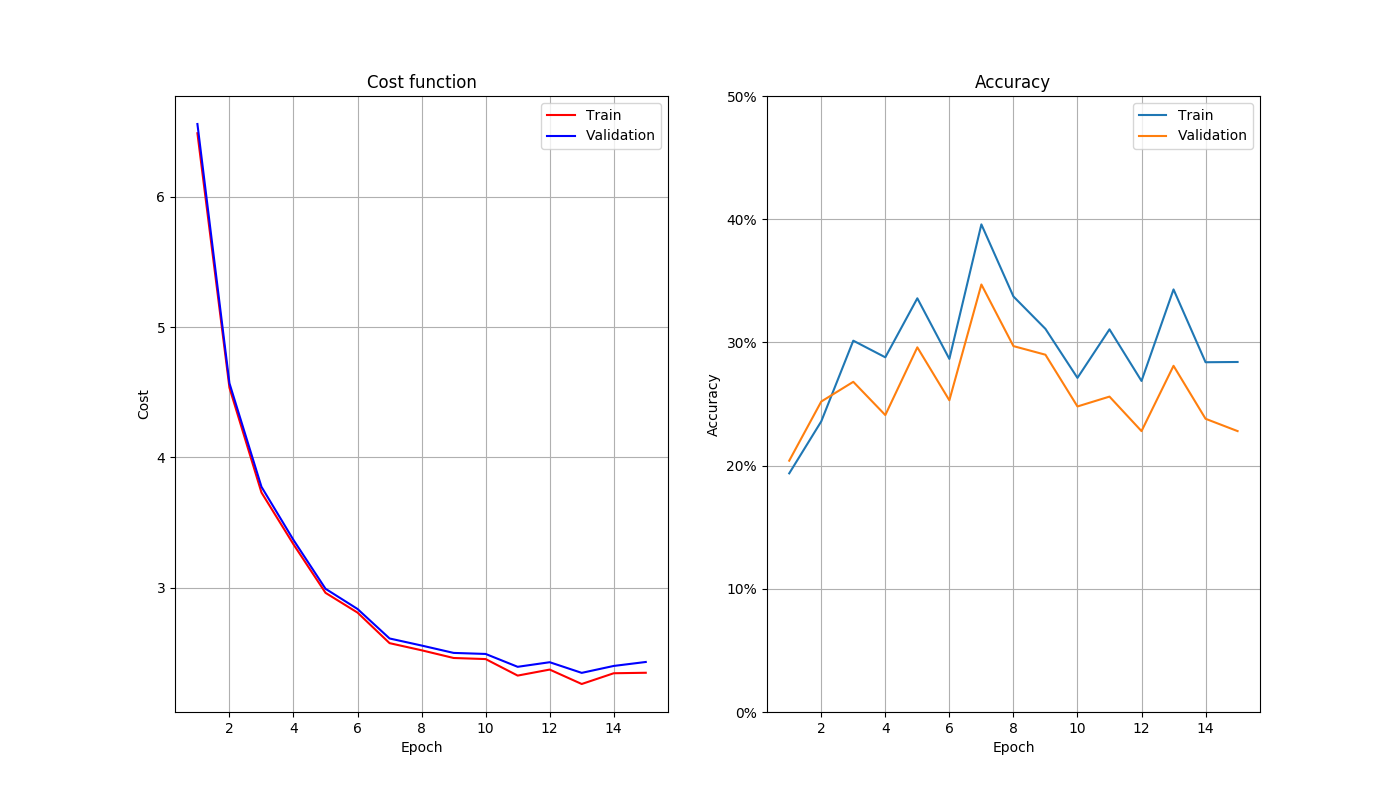 Cost function
Train
Validation
6
5
4
3
Cost
2 4 6 8 10 12 14
Epoch
Accuracy
Train
Validation
50%
40%
30%
20%
10%
0%
Accuracy
2 4 6 8 10 12 14
Epoch